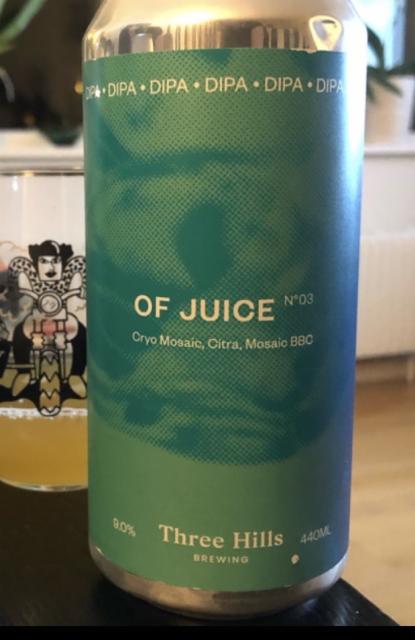 DIPA • DIPA • DIPA • DIPA • DIPA • DIPA
OF JUICE N°03
Cryo Mosaic, Citra, Mosaic BBC
9.0% Three Hills 440ML
BREWING